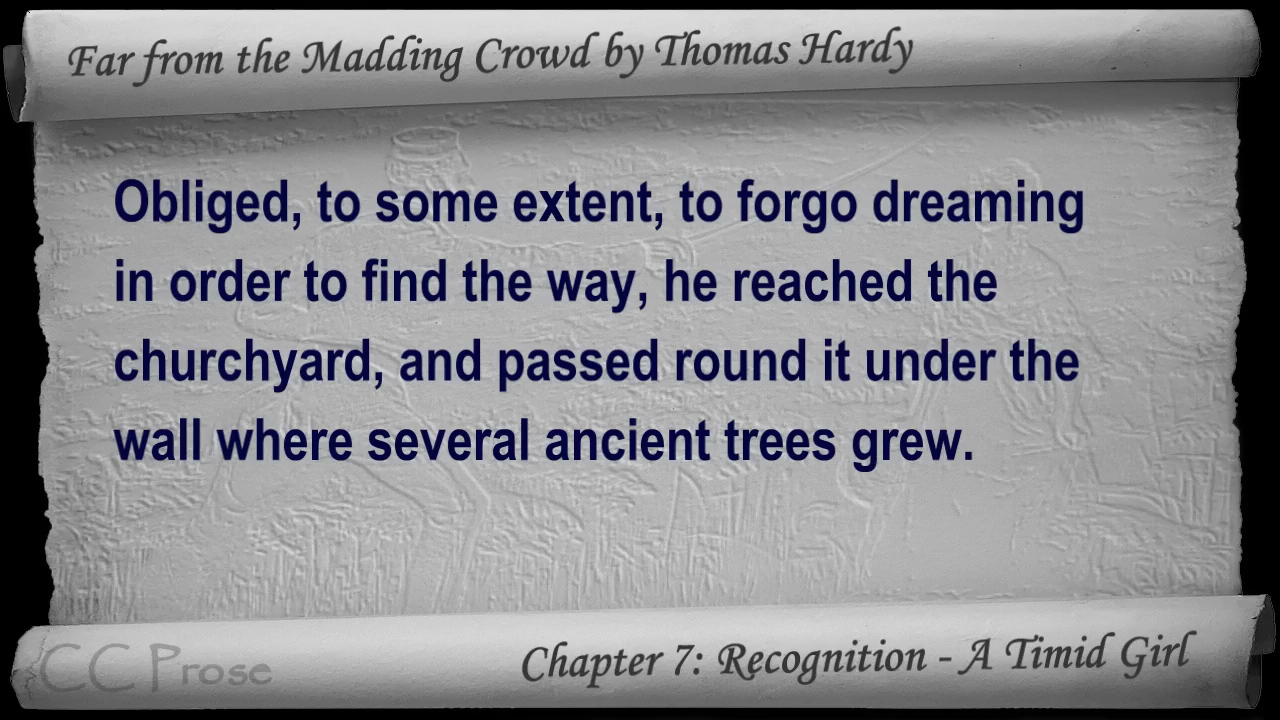 Far from the Madding Crowd by Thomas Hardy
Obliged, to some extent, to forgo dreaming
in order to find the way, he reached the
churchyard, and passed round it under the
wall where several ancient trees grew.
CC Prose
Chapter 7: Recognition - A Timid Girl